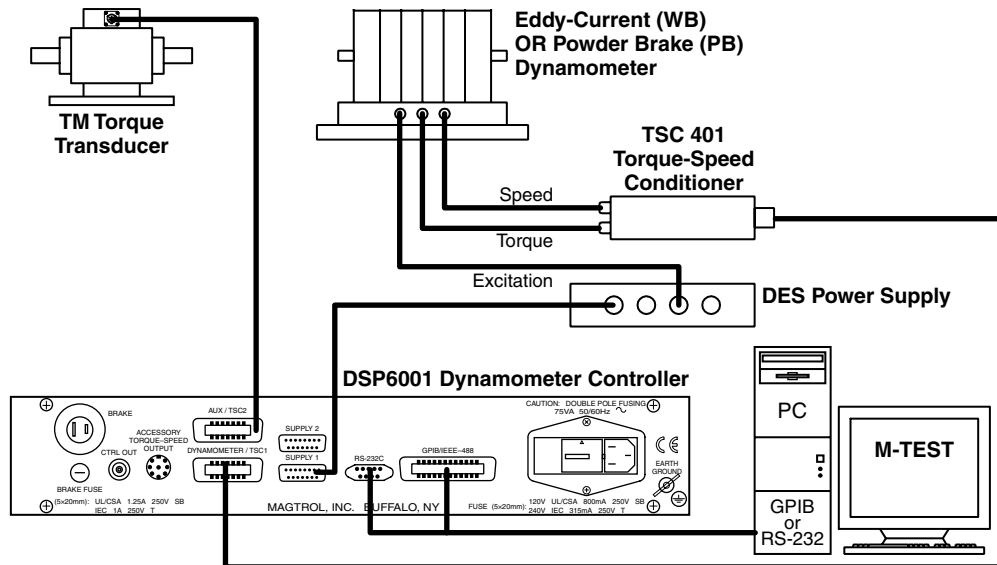 Eddy-Current (WB)
OR Powder Brake (PB)
Dynamometer
TM Torque
Transducer
TSC 401
Torque-Speed
Conditioner
Speed
Torque
Excitation
DES Power Supply
DSP6001 Dynamometer Controller
BRAKE
AUX / TSC2
CAUTION: DOUBLE POLE FUSING
75VA 50/60Hz
ACCESSORY
TORQUE–SPEED
OUTPUT
SUPPLY 2
CTRL OUT
DYNAMOMETER / TSC1
SUPPLY 1
RS-232C
GPIB/IEEE–488
EARTH
GROUND
BRAKE FUSE
(5x20mm): UL/CSA 1.25A 250V SB
IEC 1A 250V T
MAGTROL, INC. BUFFALO, NY
FUSE (5x20mm): 120V UL/CSA 800mA 250V SB
240V IEC 315mA 250V T
CE
PC
GPIB
or
RS-232
M-TEST